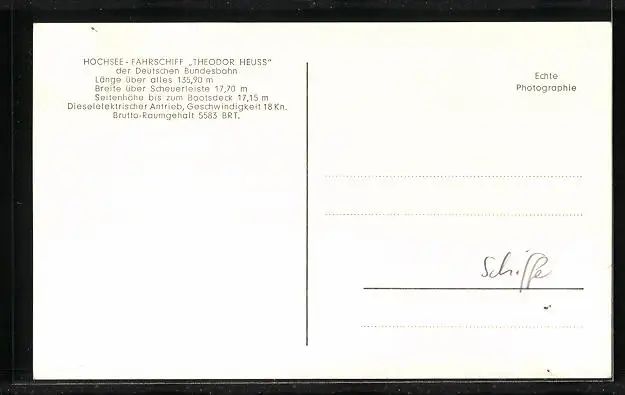 HOCHSEE-FÄHRSCHIFF „THEODOR HEUSS"
der Deutschen Bundesbahn
Länge über alles 135,90 m
Breite über Scheuerleiste 17,70 m
Seitenhöhe bis zum Bootsdeck 17,15 m
Dieselelektrischer Antrieb, Geschwindigkeit 18 Kn.
Brutto-Raumgehalt 5583 BRT.
Echte
Photographie
Schiffe